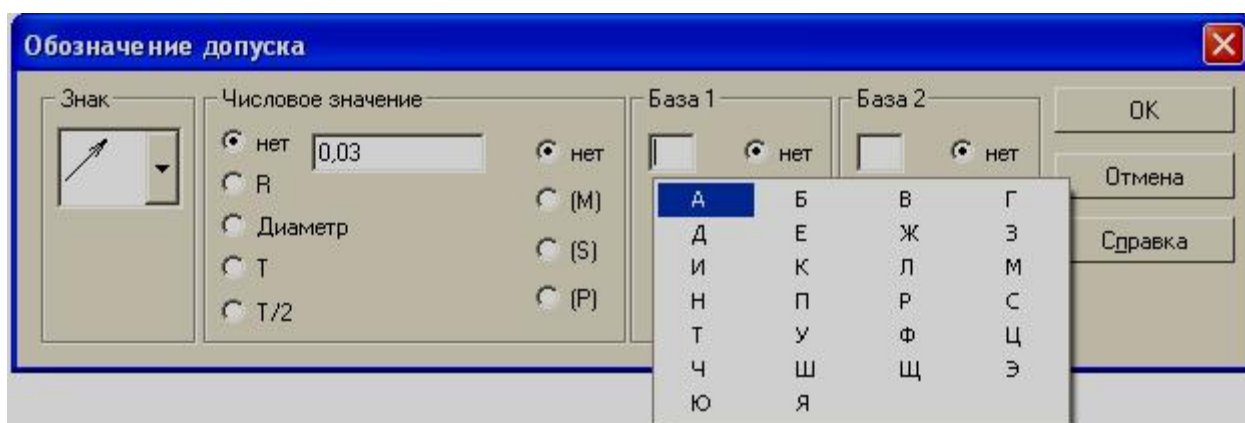 Обозначение допуска
Знак
Числовое значение
нет
0,03
R
Диаметр
T
T/2
нет
(M)
(S)
(P)
База 1
нет
База 2
нет
OK
Отмена
Справка
А Б В Г
Д Е Ж З
И К Л М
Н П Р С
Т У Ф Ц
Ч Ш Щ Э
Ю Я